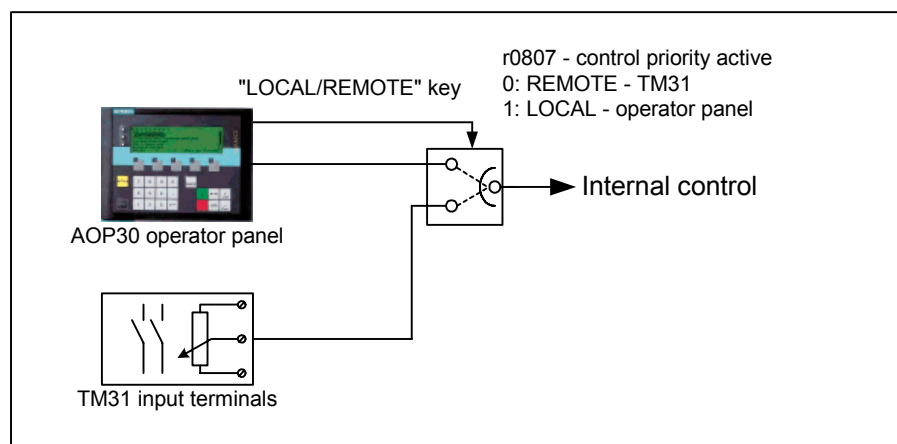 r0807 - control priority active
0: REMOTE - TM31
1: LOCAL - operator panel
"LOCAL/REMOTE" key
Internal control
AOP30 operator panel
TM31 input terminals